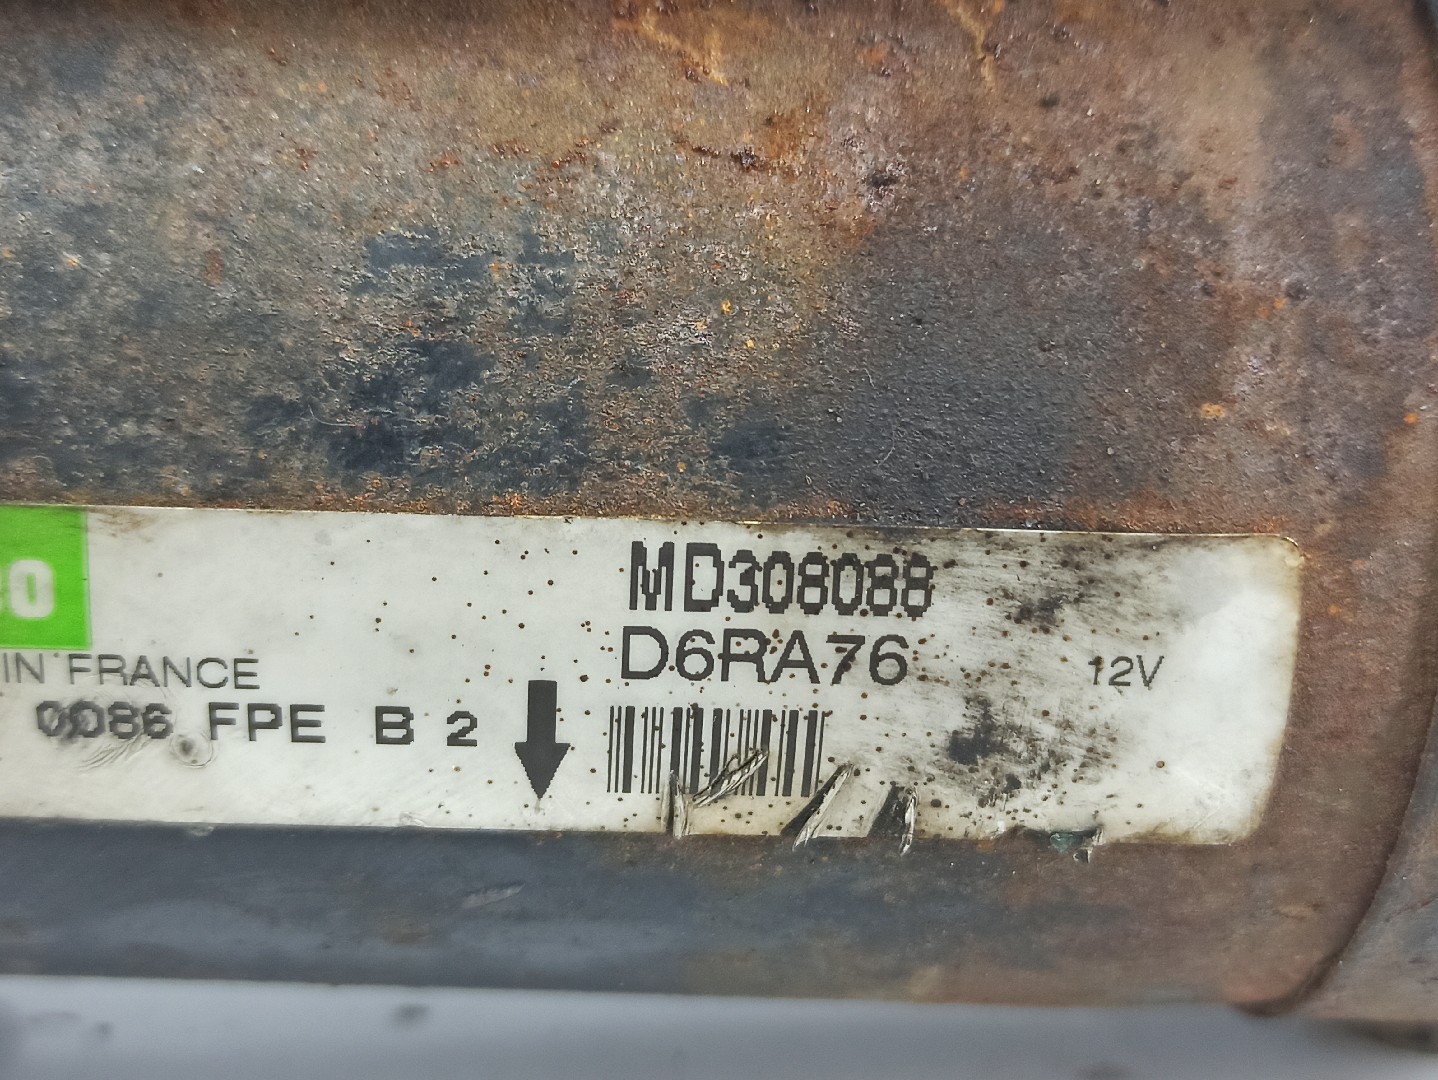 MD308088
D6RA76
12V
IN FRANCE
0086 FPE B 2